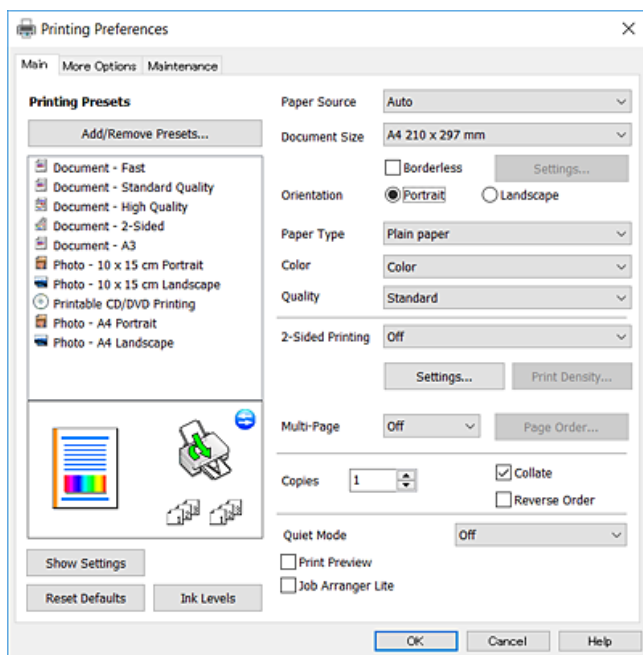 Printing Preferences
Main More Options Maintenance
Printing Presets
Add/Remove Presets...
Document - Fast
Document - Standard Quality
Document - High Quality
Document - 2-Sided
Document - A3
Photo - 10 x 15 cm Portrait
Photo - 10 x 15 cm Landscape
Printable CD/DVD Printing
Photo - A4 Portrait
Photo - A4 Landscape
Show Settings
Reset Defaults Ink Levels
Paper Source Auto
Document Size A4 210 x 297 mm
Borderless Settings...
Orientation Portrait Landscape
Paper Type Plain paper
Color Color
Quality Standard
2-Sided Printing Off
Settings... Print Density...
Multi-Page Off Page Order...
Copies 1 Collate
Reverse Order
Quiet Mode Off
Print Preview
Job Arranger Lite
OK Cancel Help